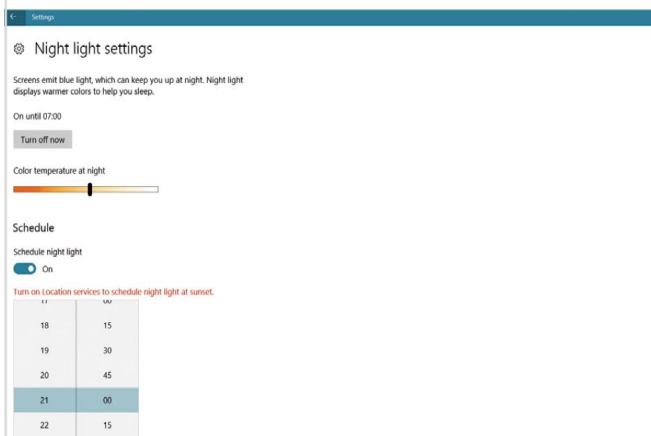 Settings
Night light settings
Screens emit blue light, which can keep you up at night. Night light
displays warmer colors to help you sleep.
On until 07:00
Turn off now
Color temperature at night
Schedule
Schedule night light
On
Turn on Location services to schedule night light at sunset.
17 00
18 15
19 30
20 45
21 00
22 15